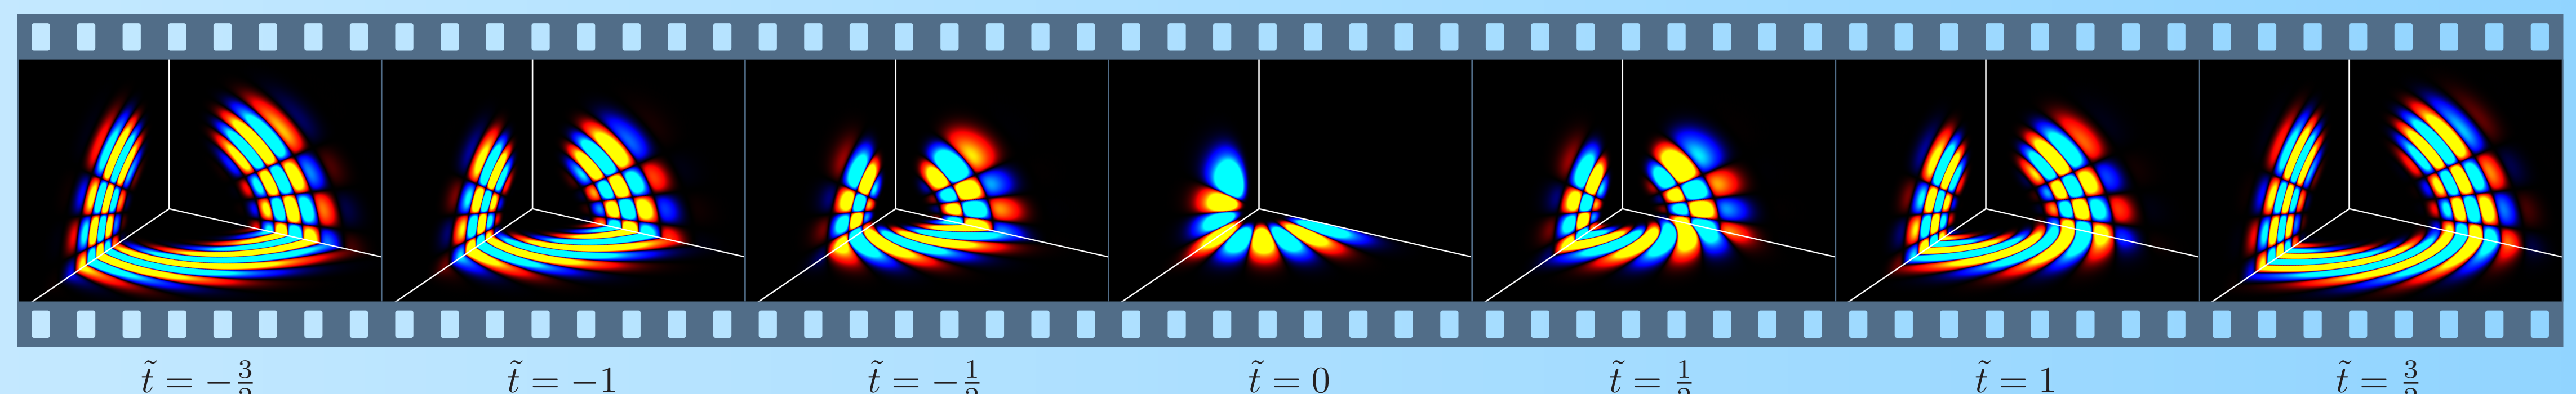 t̃ = −3/2
t̃ = −1
t̃ = −1/2
t̃ = 0
t̃ = 1/2
t̃ = 1
t̃ = 3/2